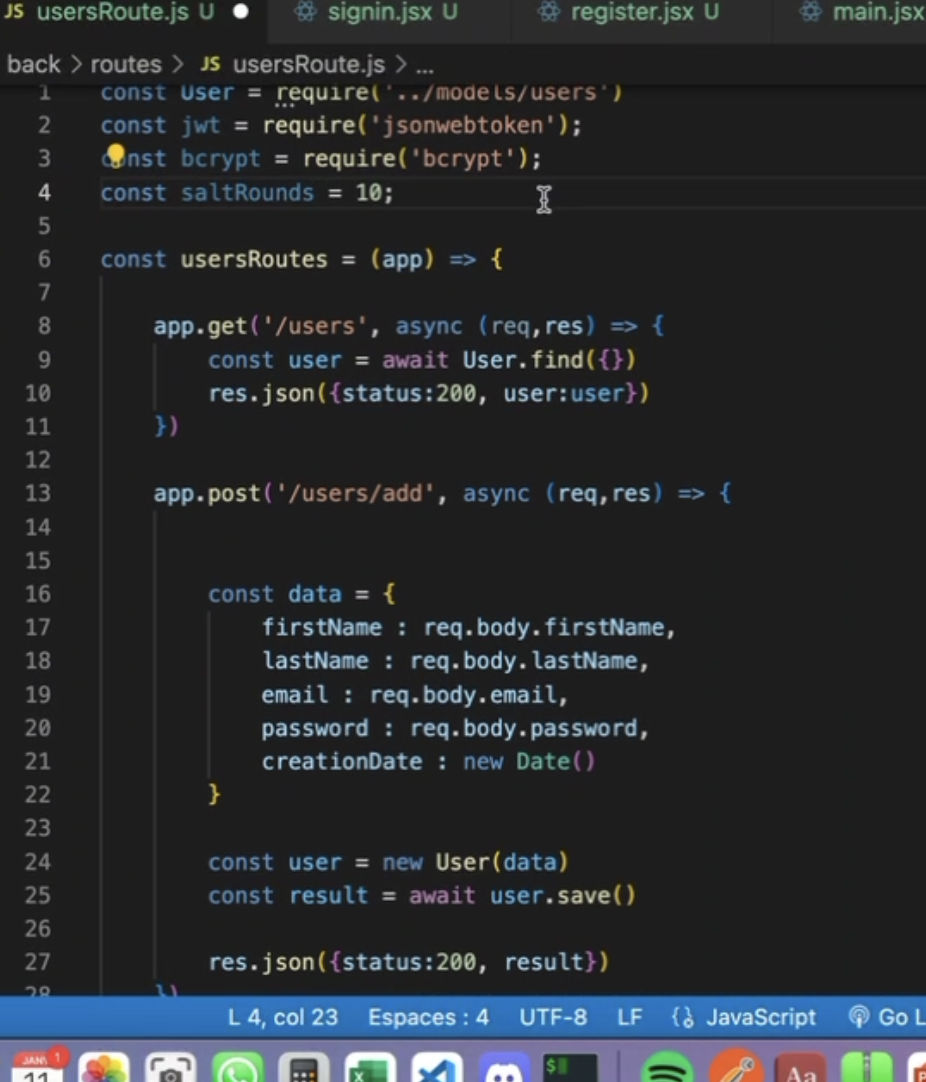 JS usersRoute.js U
signin.jsx U
register.jsx U
main.jsx
back > routes > JS usersRoute.js > ...
1 const User = require('../models/users')
2 const jwt = require('jsonwebtoken');
3 const bcrypt = require('bcrypt');
4 const saltRounds = 10;
5
6 const usersRoutes = (app) => {
7
8 app.get('/users', async (req,res) => {
9 const user = await User.find({})
10 res.json({status:200, user:user})
11 })
12
13 app.post('/users/add', async (req,res) => {
14
15
16 const data = {
17 firstName : req.body.firstName,
18 lastName : req.body.lastName,
19 email : req.body.email,
20 password : req.body.password,
21 creationDate : new Date()
22 }
23
24 const user = new User(data)
25 const result = await user.save()
26
27 res.json({status:200, result})
28 })
L 4, col 23 Espaces : 4 UTF-8 LF {} JavaScript Go L
JAN. 1
11
X
$
Aa